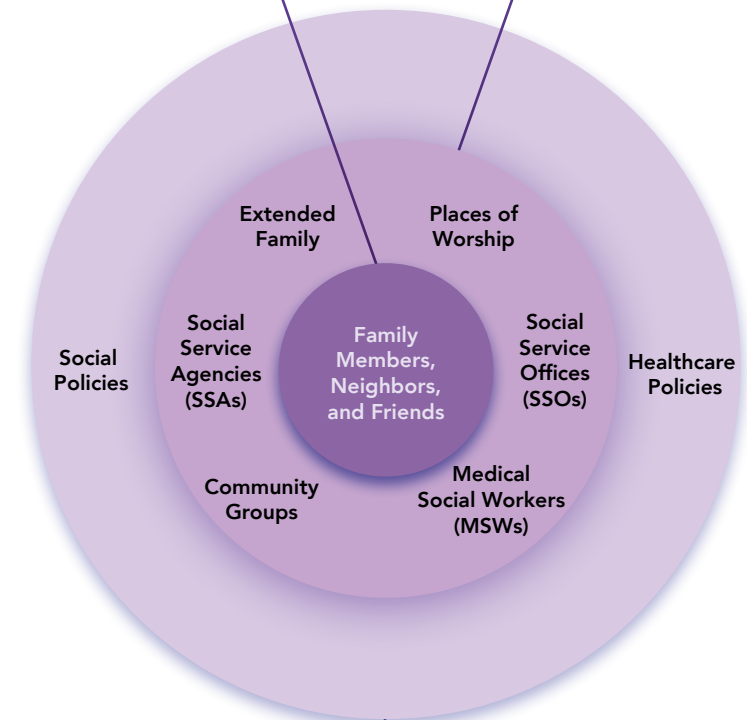 Extended
Family
Places of
Worship
Social
Service
Agencies
(SSAs)
Family
Members,
Neighbors,
and Friends
Social
Service
Offices
(SSOs)
Social
Policies
Healthcare
Policies
Community
Groups
Medical
Social Workers
(MSWs)